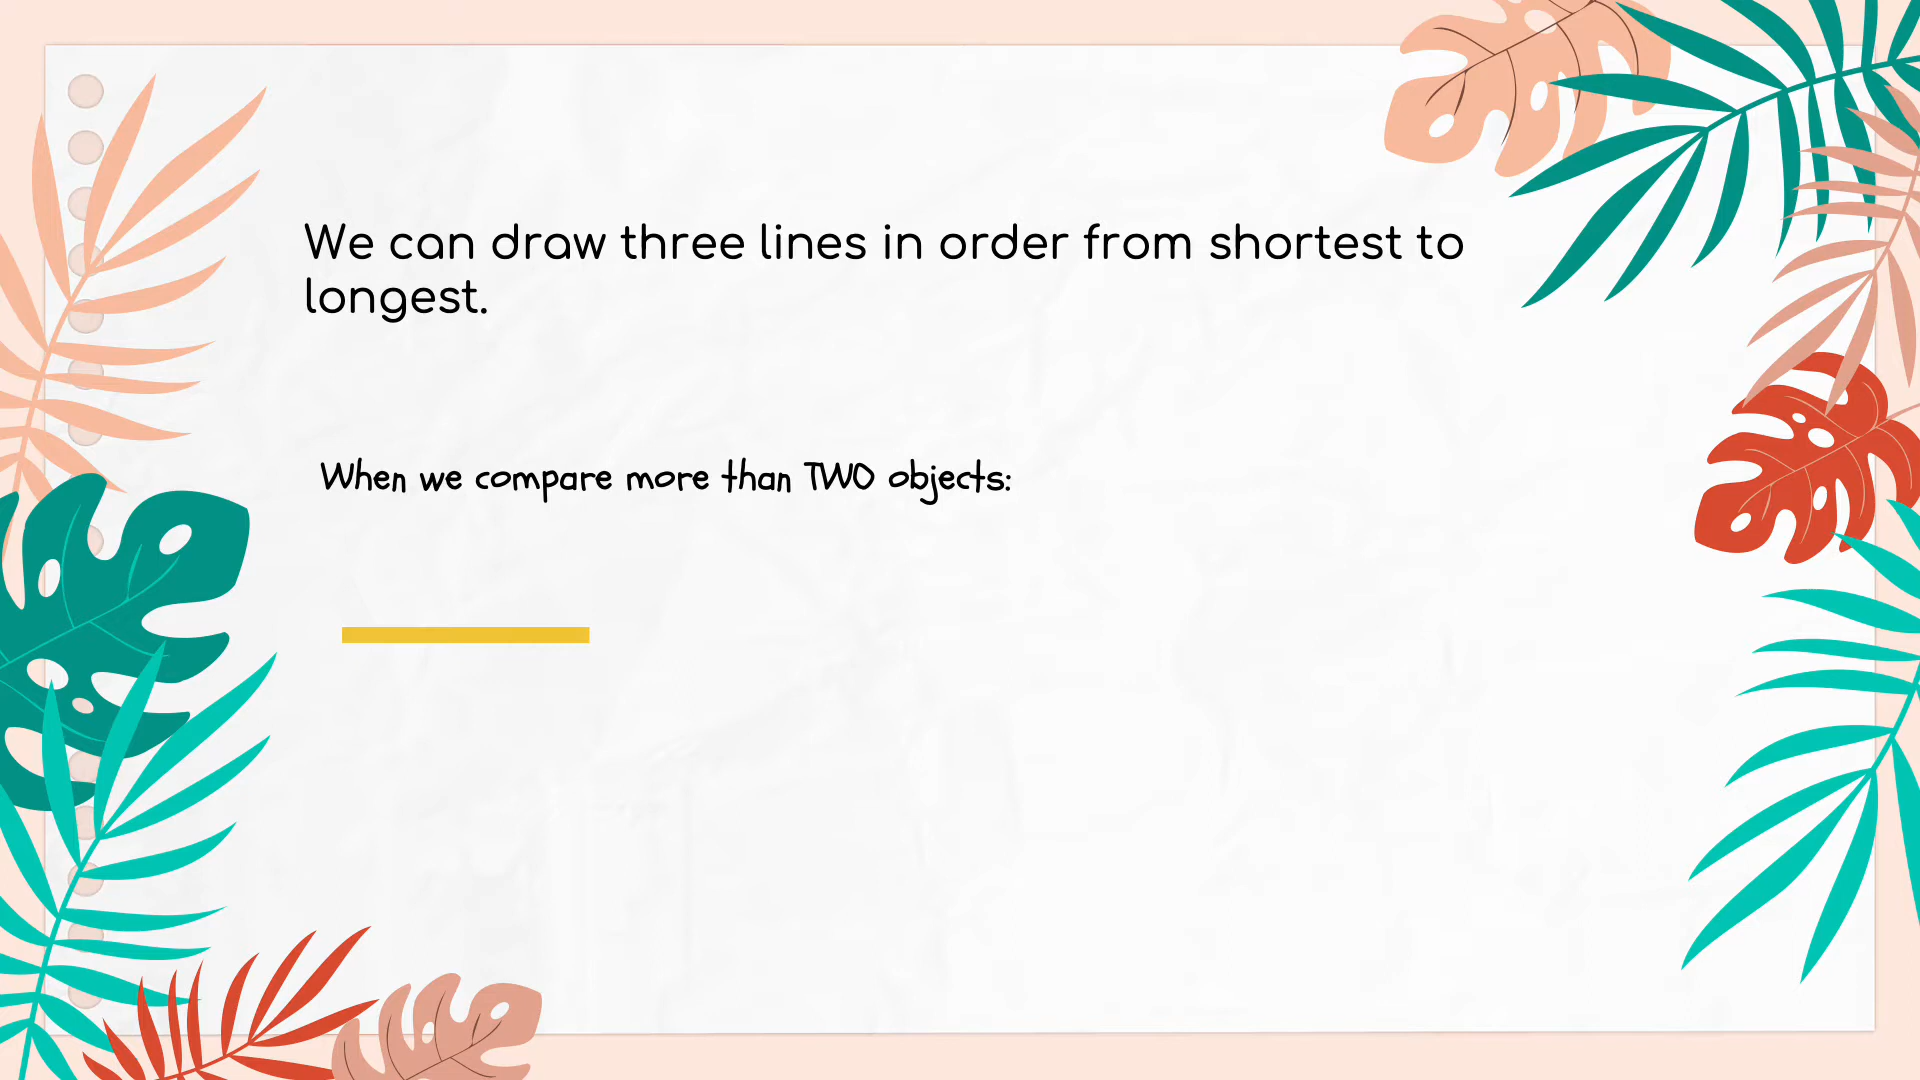 We can draw three lines in order from shortest to
longest.
When we compare more than TWO objects: